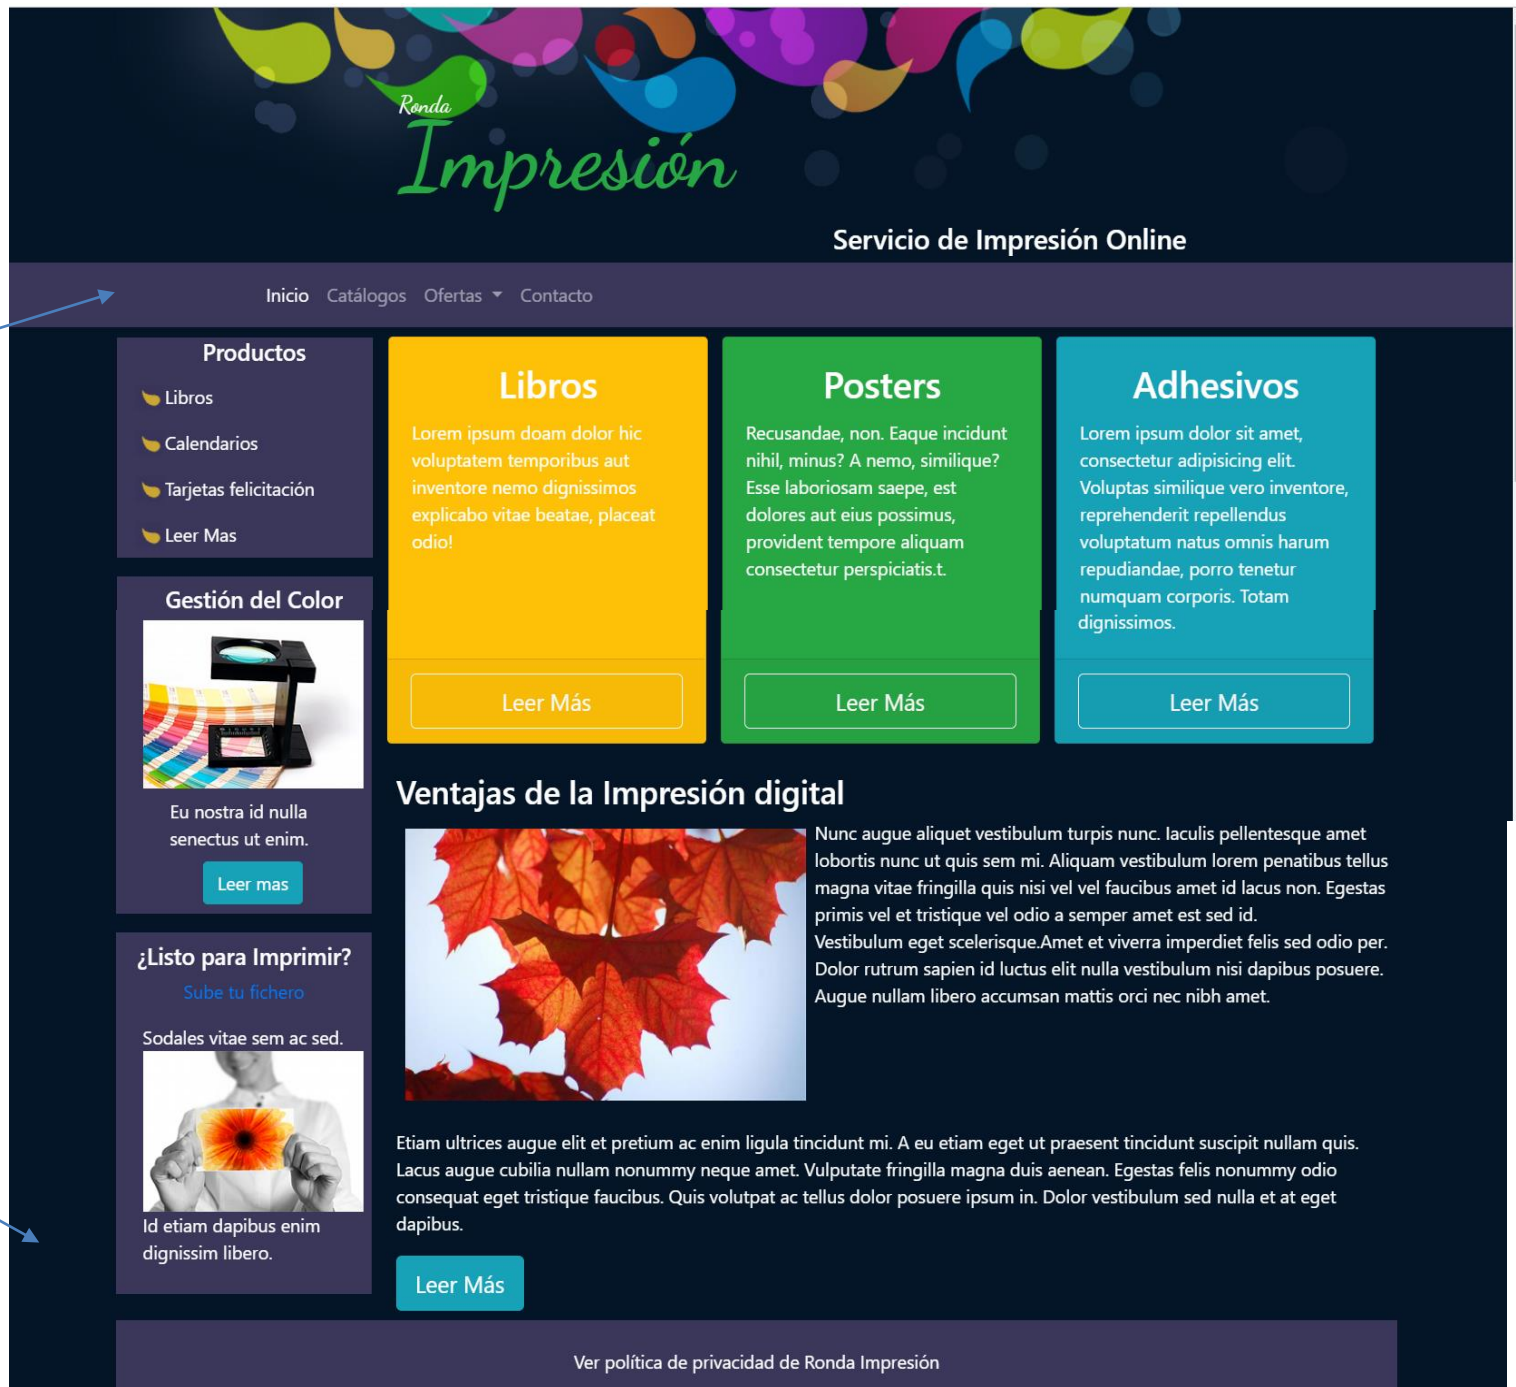 Ronda
Impresión
Servicio de Impresión Online
Inicio Catálogos Ofertas Contacto
Productos
Libros
Calendarios
Tarjetas felicitación
Leer Mas
Gestión del Color
Eu nostra id nulla
senectus ut enim.
Leer mas
¿Listo para Imprimir?
Sube tu fichero
Sodales vitae sem ac sed.
Id etiam dapibus enim
dignissim libero.
Libros
Lorem ipsum doam dolor hic
voluptatem temporibus aut
inventore nemo dignissimos
explicabo vitae beatae, placeat
odio!
Leer Más
Posters
Recusandae, non. Eaque incidunt
nihil, minus? A nemo, similique?
Esse laboriosam saepe, est
dolores aut eius possimus,
provident tempore aliquam
consectetur perspiciatis.t.
Leer Más
Adhesivos
Lorem ipsum dolor sit amet,
consectetur adipisicing elit.
Voluptas similique vero inventore,
reprehenderit repellendus
voluptatum natus omnis harum
repudiandae, porro tenetur
numquam corporis. Totam
dignissimos.
Leer Más
Ventajas de la Impresión digital
Nunc augue aliquet vestibulum turpis nunc. Iaculis pellentesque amet
lobortis nunc ut quis sem mi. Aliquam vestibulum lorem penatibus tellus
magna vitae fringilla quis nisi vel vel faucibus amet id lacus non. Egestas
primis vel et tristique vel odio a semper amet est sed id.
Vestibulum eget scelerisque.Amet et viverra imperdiet felis sed odio per.
Dolor rutrum sapien id luctus elit nulla vestibulum nisi dapibus posuere.
Augue nullam libero accumsan mattis orci nec nibh amet.
Etiam ultrices augue elit et pretium ac enim ligula tincidunt mi. A eu etiam eget ut praesent tincidunt suscipit nullam quis.
Lacus augue cubilia nullam nonummy neque amet. Vulputate fringilla magna duis aenean. Egestas felis nonummy odio
consequat eget tristique faucibus. Quis volutpat ac tellus dolor posuere ipsum in. Dolor vestibulum sed nulla et at eget
dapibus.
Leer Más
Ver política de privacidad de Ronda Impresión